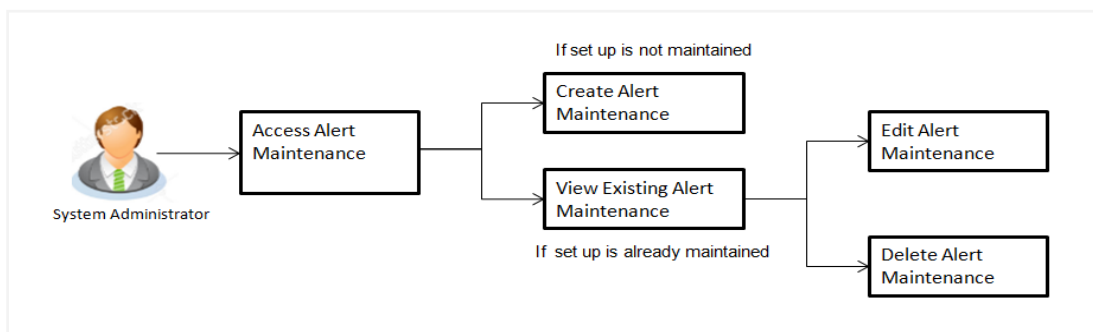 If set up is not maintained
Create Alert
Maintenance
Access Alert
Maintenance
Edit Alert
Maintenance
View Existing Alert
Maintenance
System Administrator
If set up is already maintained
Delete Alert
Maintenance